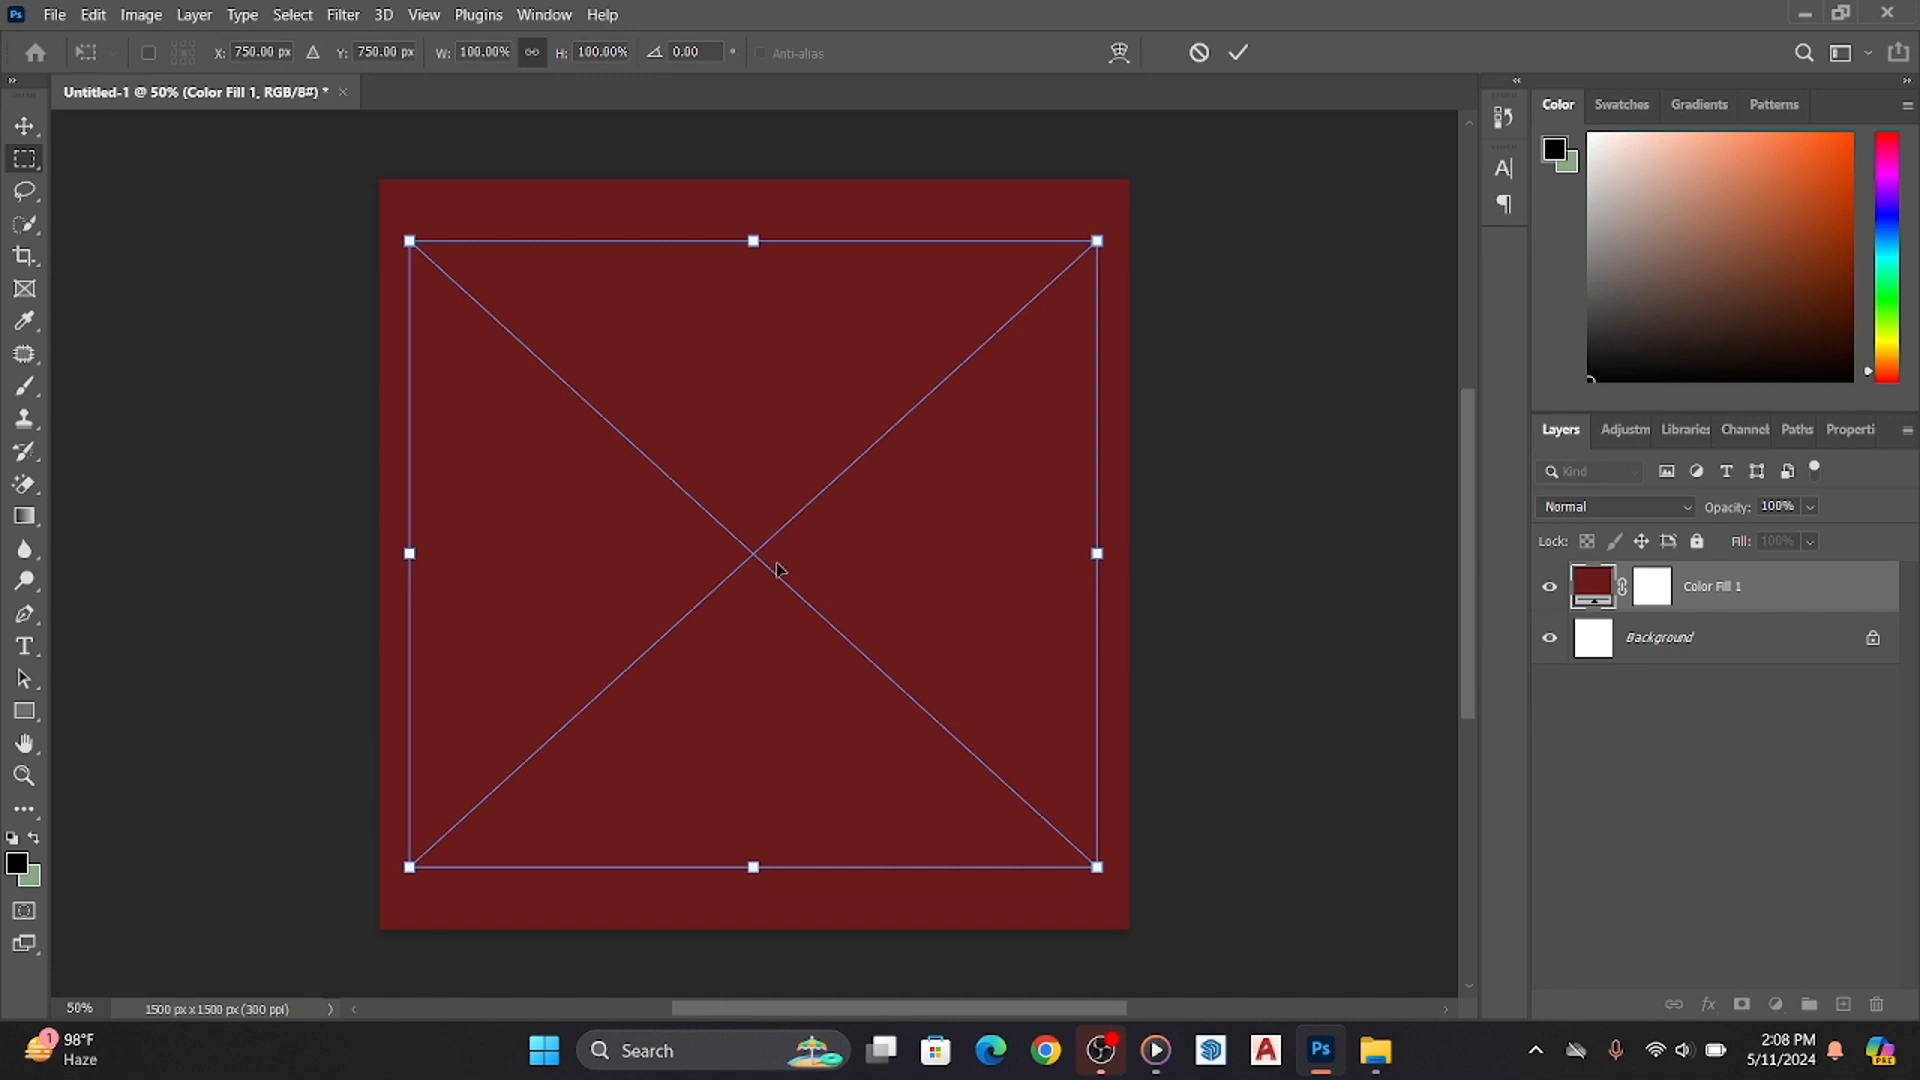 Ps File Edit Image Layer Type Select Filter 3D View Plugins Window Help
X: 750.00 px Y: 750.00 px W: 100.00% H: 100.00% 0.00 ° Anti-alias
Untitled-1 @ 50% (Color Fill 1, RGB/8#) *
Color Swatches Gradients Patterns
Layers Adjustm Libraries Channel Paths Properti
Kind
Normal Opacity: 100%
Lock: Fill: 100%
Color Fill 1
Background
50% 1500 px x 1500 px (300 ppi)
1 98°F
Haze
Search
A
Ps
PRE
2:08 PM
5/11/2024